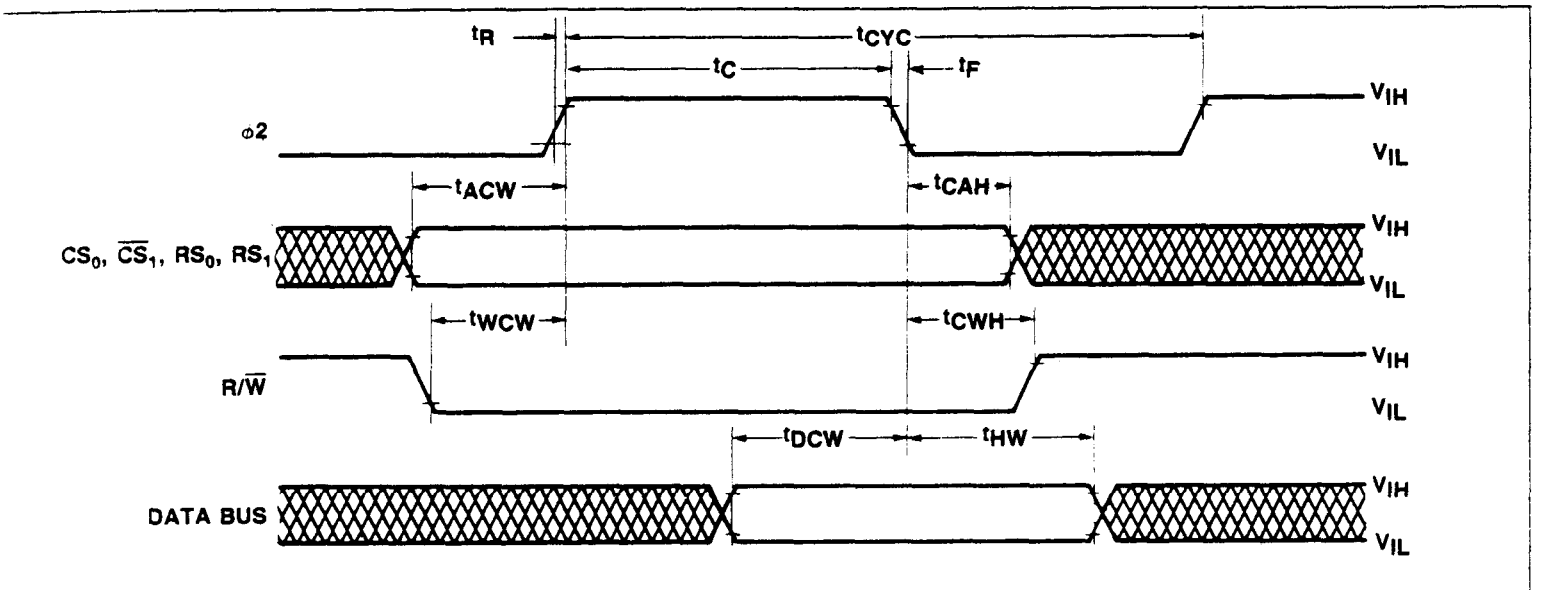 tR tCYC
tC tF
ϕ2 VIH
VIL
tACW tCAH
CS₀, C̅S̅₁, RS₀, RS₁ VIH
VIL
tWCW tCWH
R/W̅ VIH
VIL
tDCW tHW
DATA BUS VIH
VIL